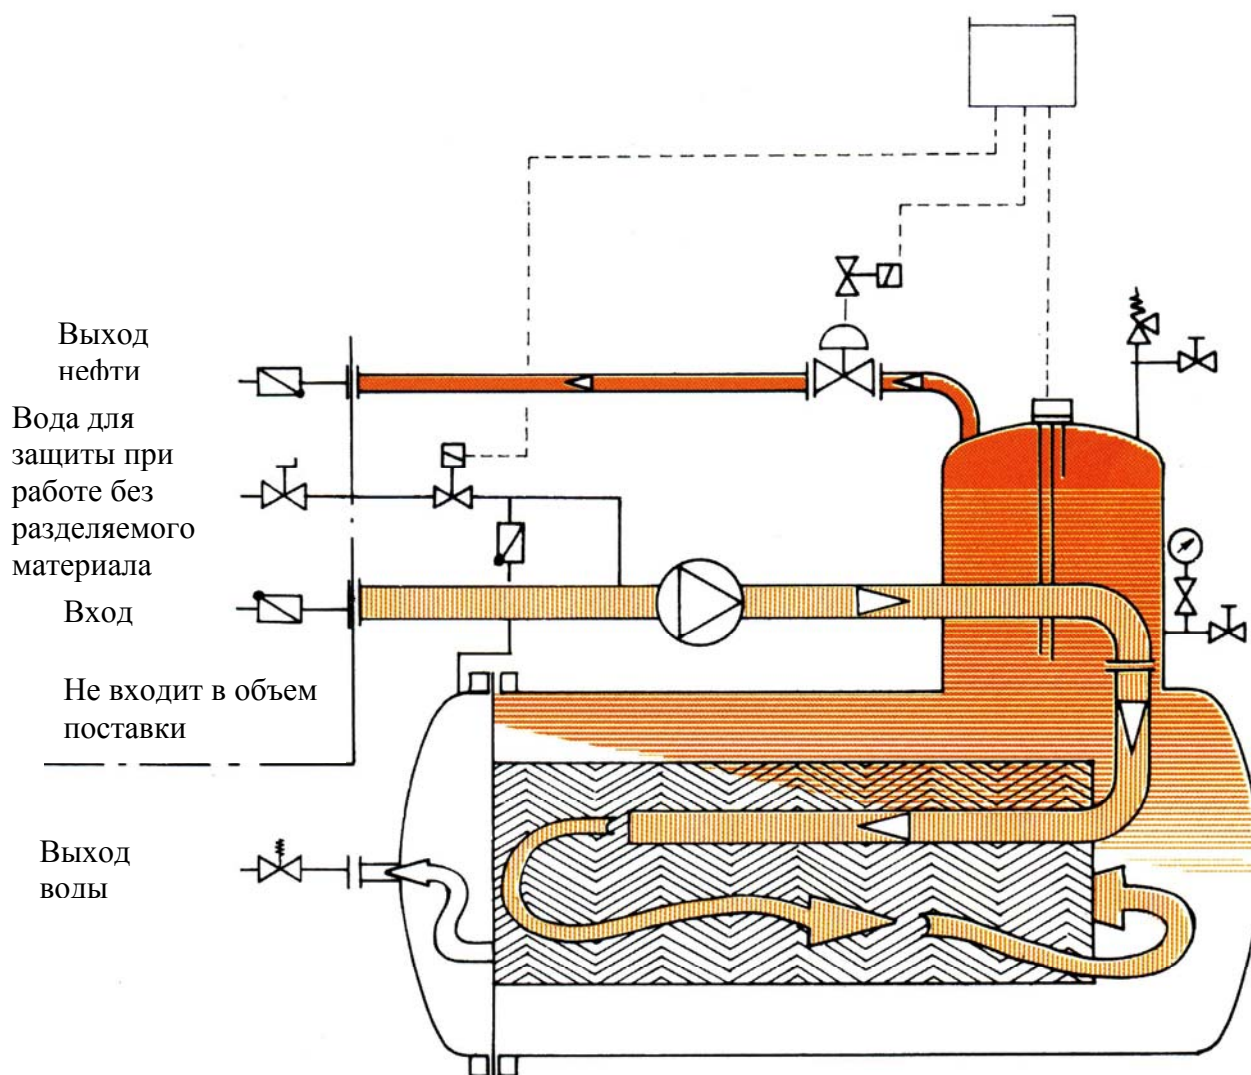 Выход
нефти
Вода для
защиты при
работе без
разделяемого
материала
Вход
Не входит в объем
поставки
Выход
воды